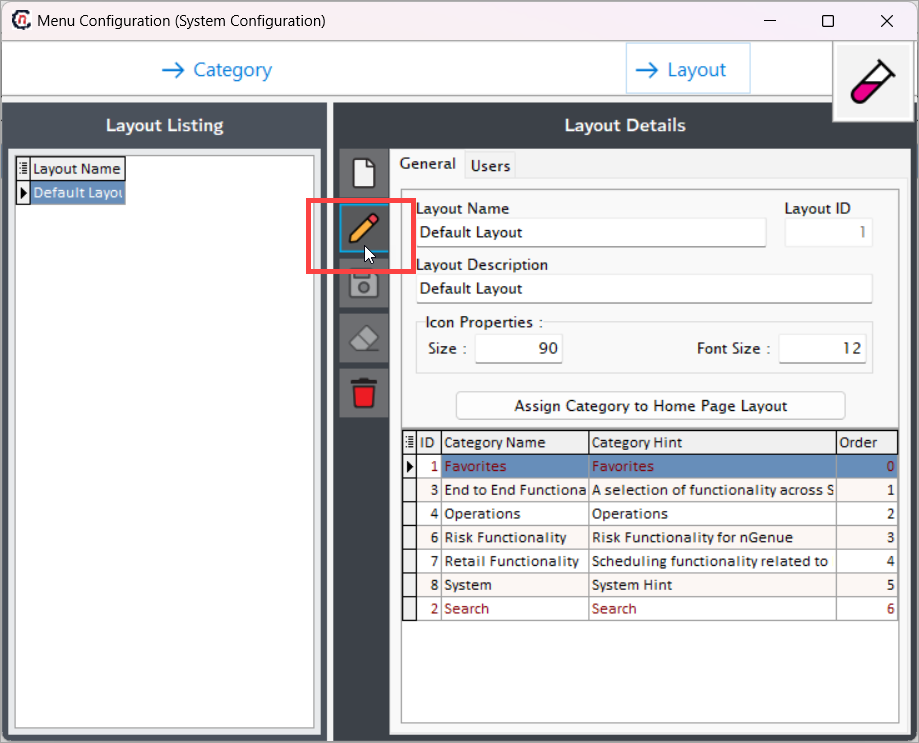 Menu Configuration (System Configuration)
Category
Layout
Layout Listing
Layout Details
Layout Name
Default Layou
General Users
Layout Name Layout ID
Default Layout 1
Layout Description
Default Layout
Icon Properties :
Size : 90 Font Size : 12
Assign Category to Home Page Layout
ID Category Name Category Hint Order
1 Favorites Favorites 0
3 End to End Functiona A selection of functionality across S 1
4 Operations Operations 2
6 Risk Functionality Risk Functionality for nGenue 3
7 Retail Functionality Scheduling functionality related to 4
8 System System Hint 5
2 Search Search 6